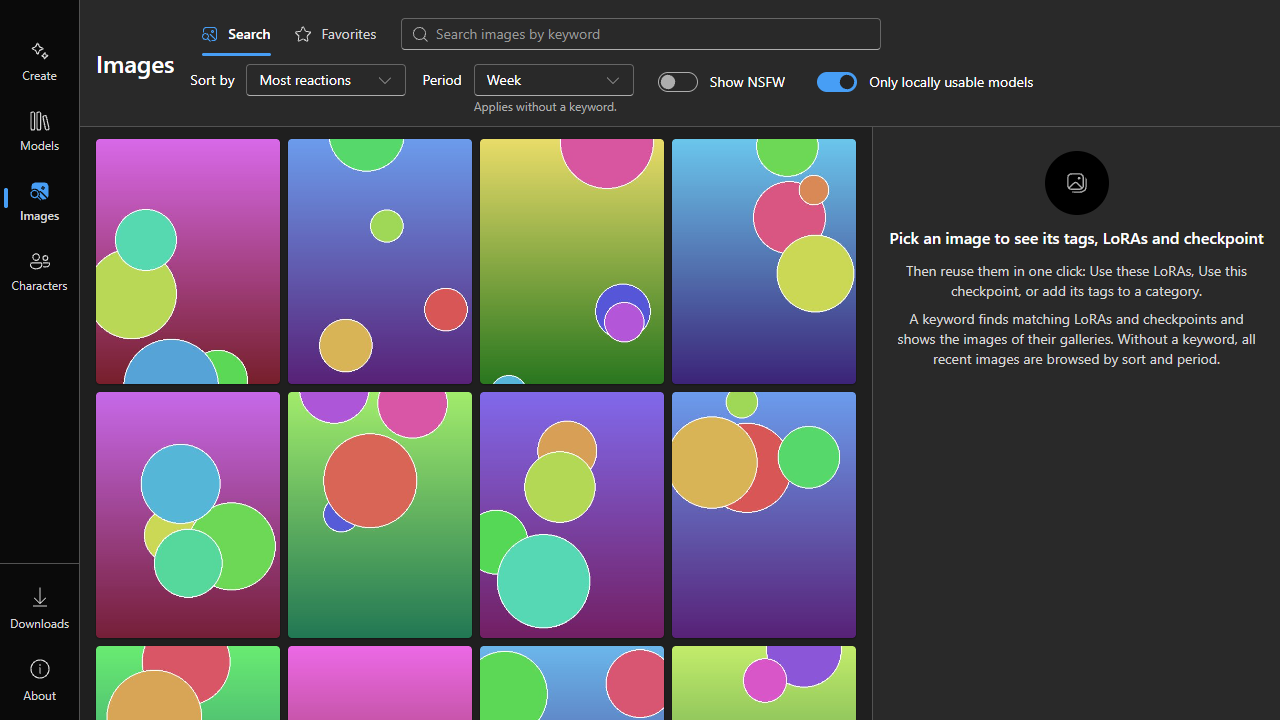 Create
Models
Images
Characters
Downloads
About
Images
Search
Favorites
Search images by keyword
Sort by
Most reactions
Period
Week
Applies without a keyword.
Show NSFW
Only locally usable models
Pick an image to see its tags, LoRAs and checkpoint
Then reuse them in one click: Use these LoRAs, Use this
checkpoint, or add its tags to a category.
A keyword finds matching LoRAs and checkpoints and
shows the images of their galleries. Without a keyword, all
recent images are browsed by sort and period.